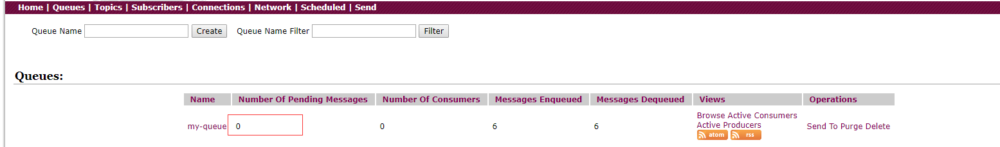 Home | Queues | Topics | Subscribers | Connections | Network | Scheduled | Send
Queue Name Create Queue Name Filter Filter
Queues:
Name Number Of Pending Messages Number Of Consumers Messages Enqueued Messages Dequeued Views Operations
my-queue 0 0 6 6 Browse Active Consumers
Active Producers
atom rss Send To Purge Delete